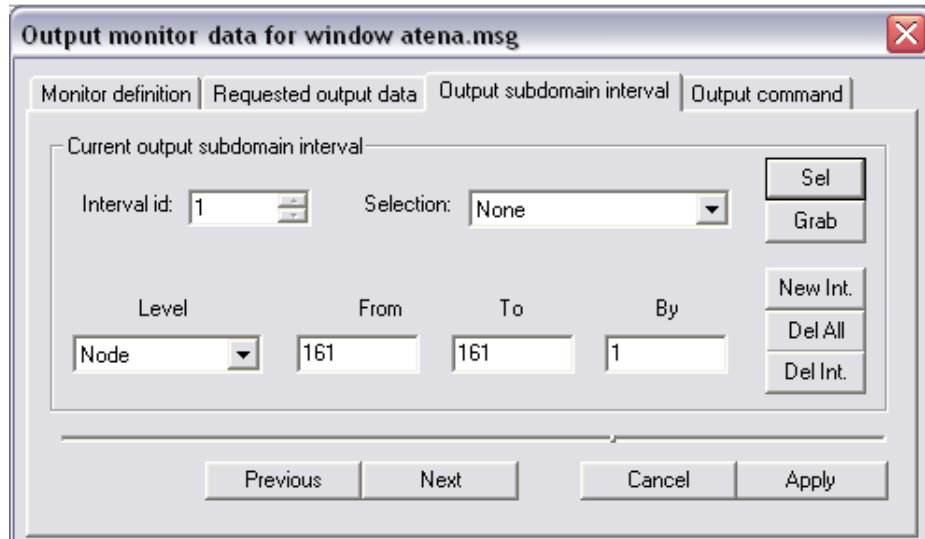 Output monitor data for window atena.msg
Monitor definition Requested output data Output subdomain interval Output command
Current output subdomain interval
Interval id: 1 Selection: None Sel
Grab
Level From To By New Int.
Node 161 161 1 Del All
Del Int.
Previous Next Cancel Apply